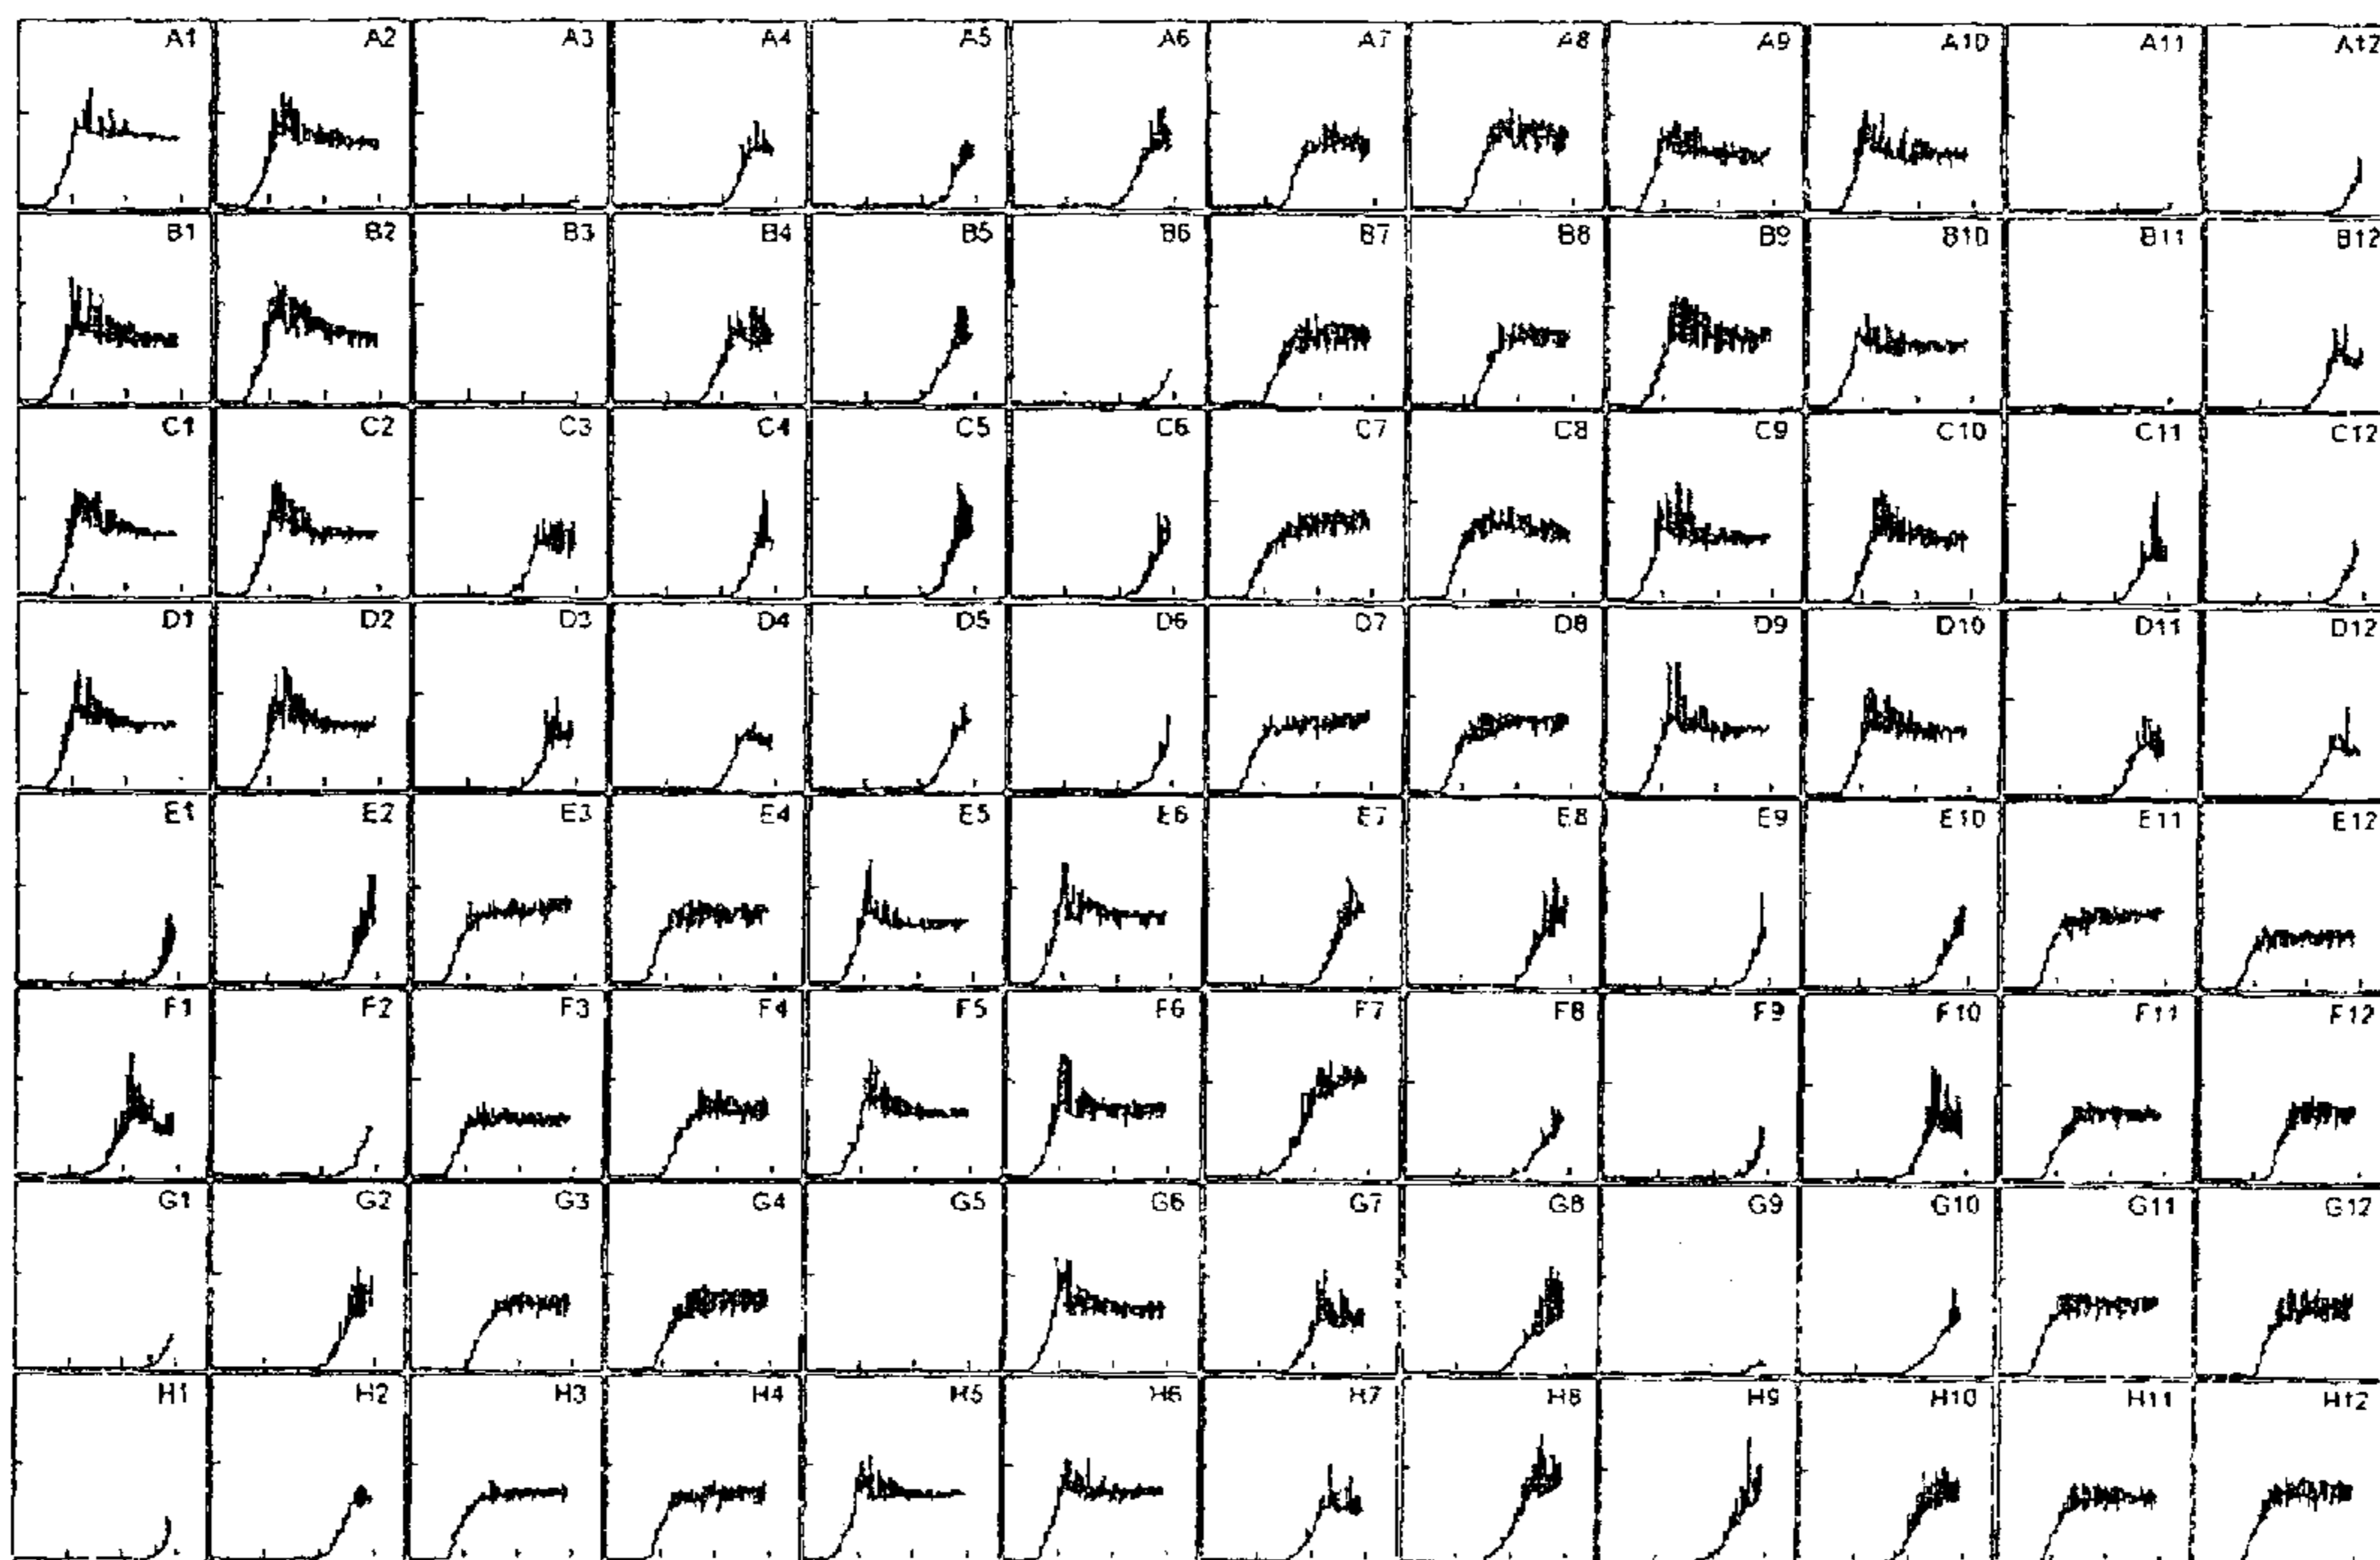 A1 A2 A3 A4 A5 A6 A7 A8 A9 A10 A11 A12
B1 B2 B3 B4 B5 B6 B7 B8 B9 B10 B11 B12
C1 C2 C3 C4 C5 C6 C7 C8 C9 C10 C11 C12
D1 D2 D3 D4 D5 D6 D7 D8 D9 D10 D11 D12
E1 E2 E3 E4 E5 E6 E7 E8 E9 E10 E11 E12
F1 F2 F3 F4 F5 F6 F7 F8 F9 F10 F11 F12
G1 G2 G3 G4 G5 G6 G7 G8 G9 G10 G11 G12
H1 H2 H3 H4 H5 H6 H7 H8 H9 H10 H11 H12